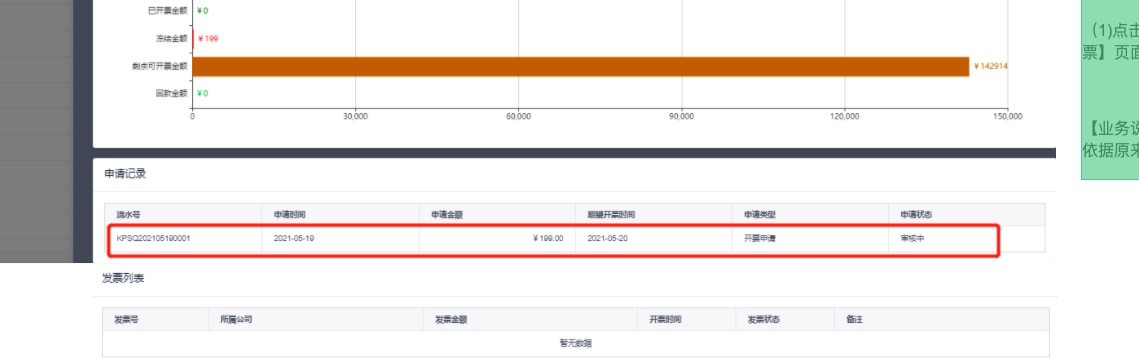 已开票金额 ¥0
冻结金额 ¥199
剩余可开票金额 ¥142914
回款金额 ¥0
0 30,000 60,000 90,000 120,000 150,000
申请记录
流水号 申请时间 申请金额 期望开票时间 申请类型 申请状态
KPSQ202105190001 2021-05-19 ¥199.00 2021-05-20 开票申请 审核中
发票列表
发票号 所属公司 发票金额 开票时间 发票状态 备注
暂无数据
（1)点击
票】页面
【业务说
依据原来